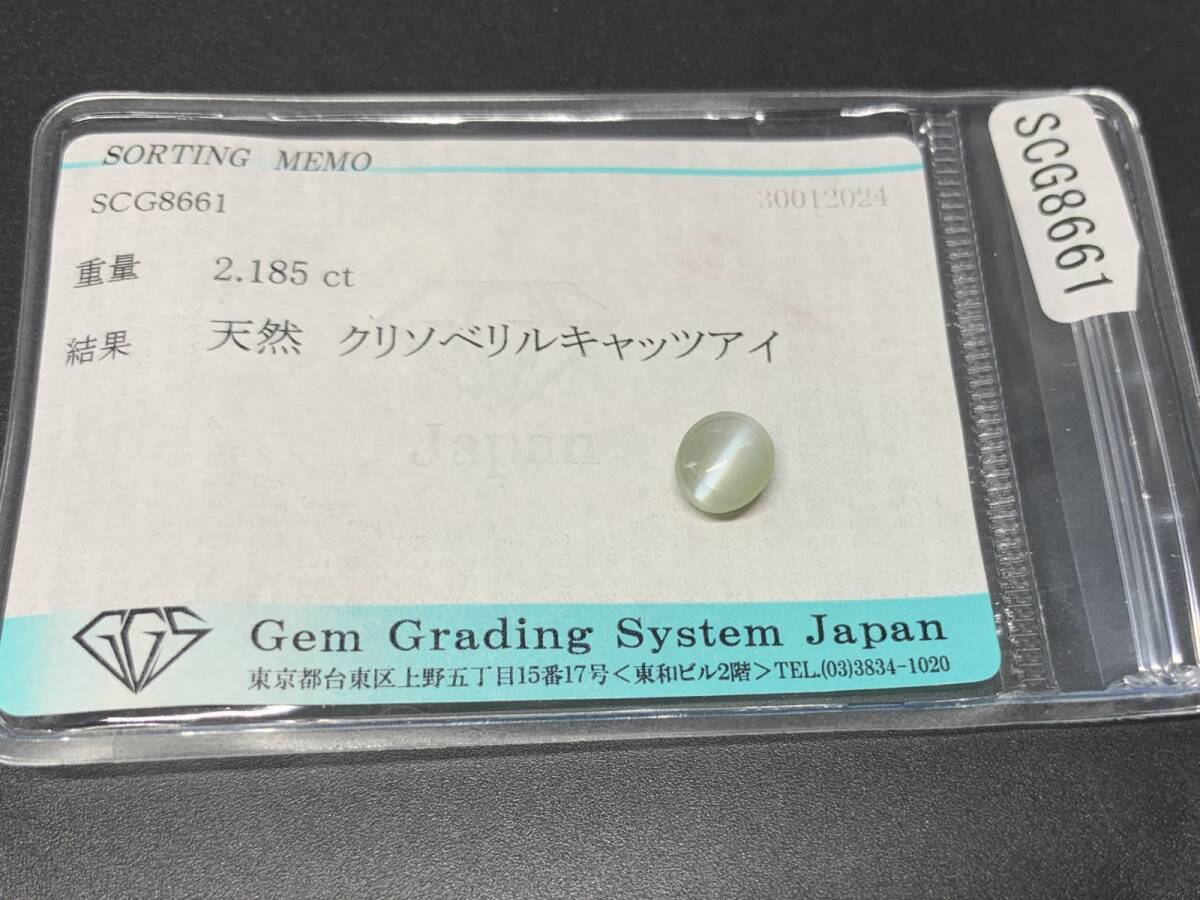 SORTING MEMO
SCG8661
30012024
重量 2.185 ct
結果 天然 クリソベリルキャッツアイ
Japan
GGS
Gem Grading System Japan
東京都台東区上野五丁目15番17号<東和ビル2階>TEL.(03)3834-1020
SCG8661